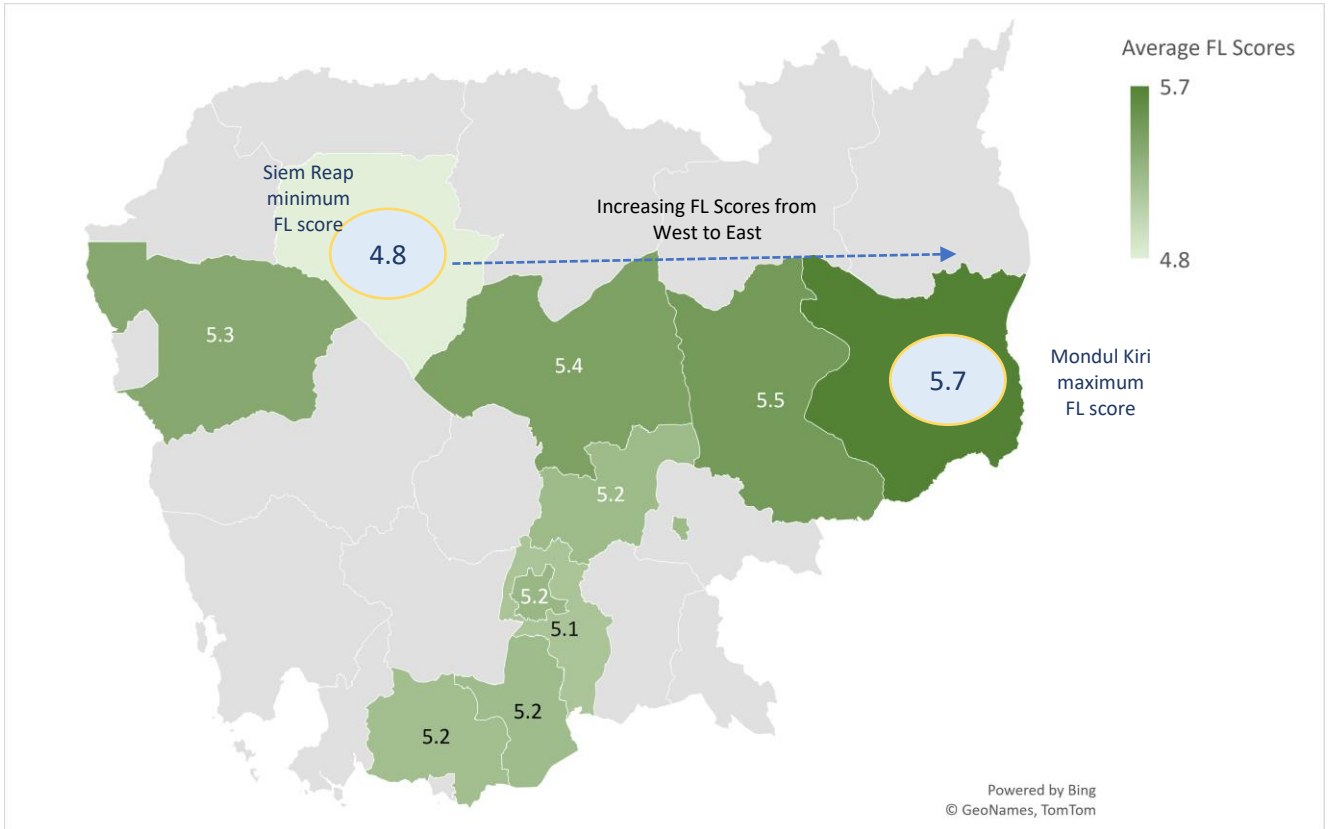 Average FL Scores
5.7
4.8
Siem Reap
minimum
FL score
4.8
Increasing FL Scores from
West to East
5.3
5.4
5.5
5.7
Mondul Kiri
maximum
FL score
5.2
5.2
5.1
5.2
5.2
Powered by Bing
© GeoNames, TomTom